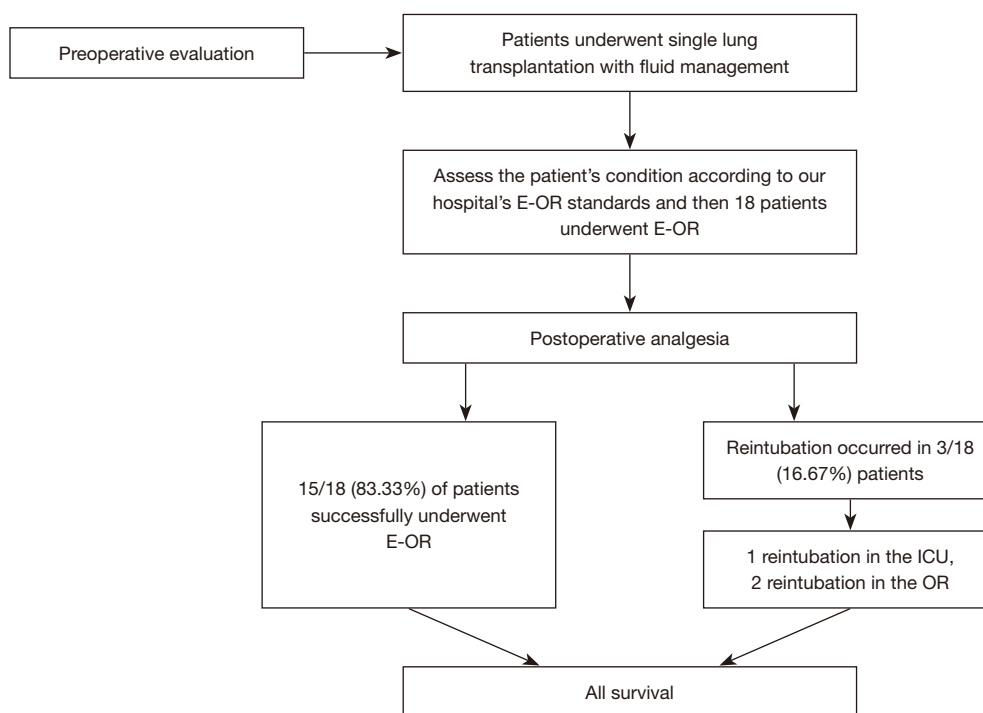 Preoperative evaluation
Patients underwent single lung
transplantation with fluid management
Assess the patient's condition according to our
hospital's E-OR standards and then 18 patients
underwent E-OR
Postoperative analgesia
15/18 (83.33%) of patients
successfully underwent
E-OR
Reintubation occurred in 3/18
(16.67%) patients
1 reintubation in the ICU,
2 reintubation in the OR
All survival